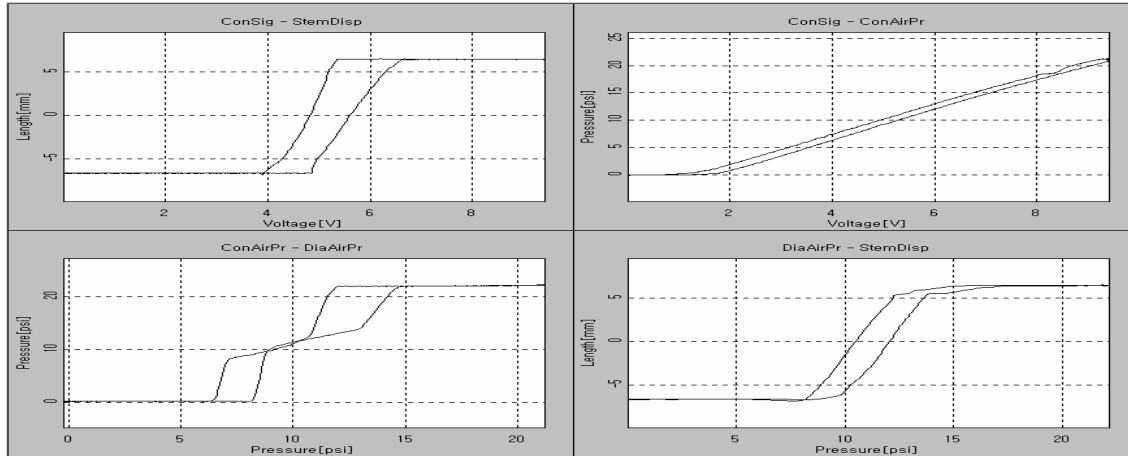 ConSig - StemDisp
5
0
-5
Length[mm]
2 4 6 8
Voltage[V]
ConSig - ConAirPr
25
20
15
10
5
0
Pressure[psi]
2 4 6 8
Voltage[V]
ConAirPr - DiaAirPr
20
10
0
Pressure[psi]
0 5 10 15 20
Pressure[psi]
DiaAirPr - StemDisp
5
0
-5
Length[mm]
5 10 15 20
Pressure[psi]